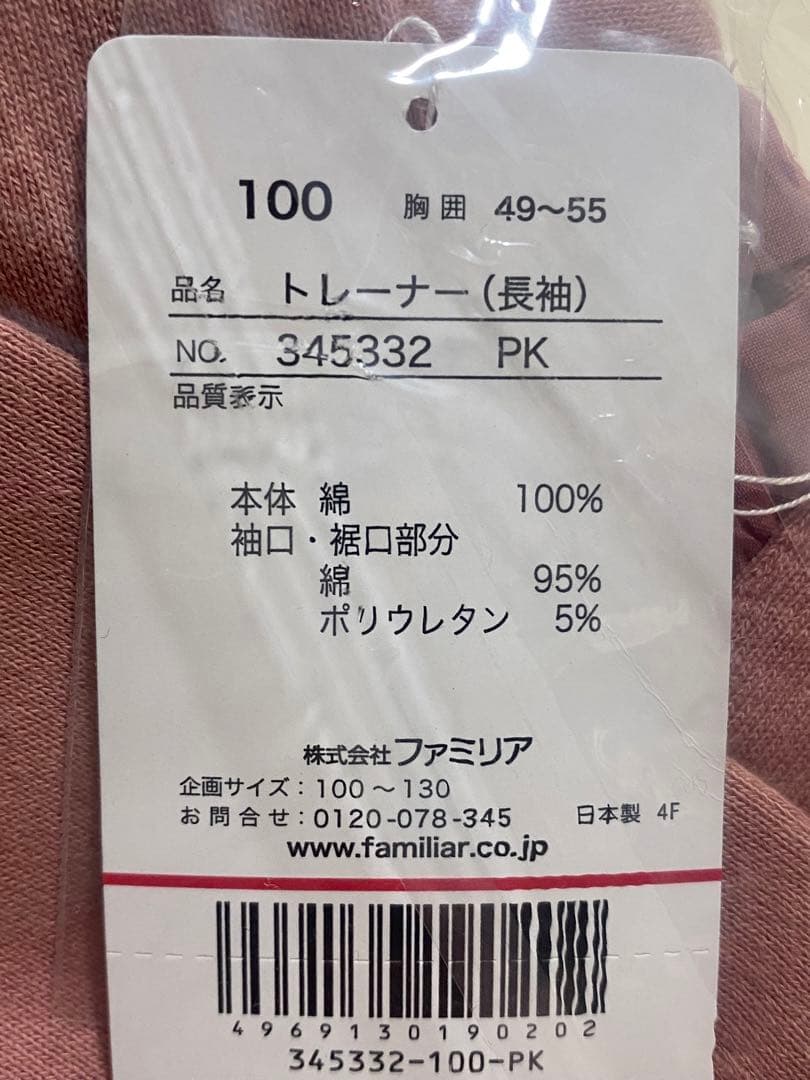 100 胸囲 49～55
品名 トレーナー(長袖)
NO. 345332 PK
品質表示
本体 綿 100%
袖口・裾口部分
綿 95%
ポリウレタン 5%
株式会社ファミリア
企画サイズ：100～130
お問合せ：0120-078-345 日本製 4F
www.familiar.co.jp
4969130190202
345332-100-PK